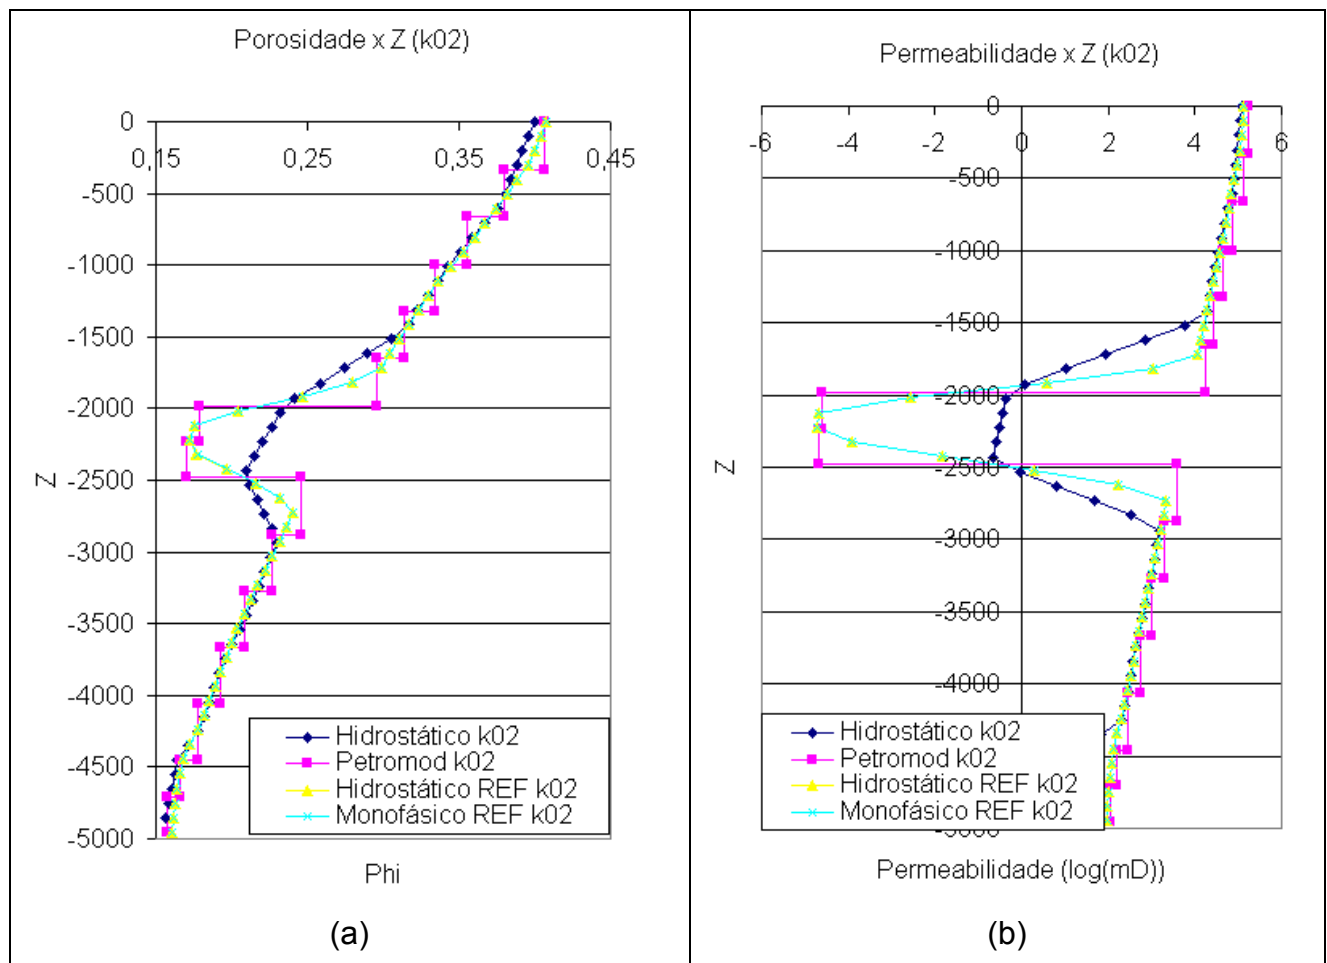 Porosidade x Z (k02)
0
0,15
0,25
0,35
0,45
-500
-1000
-1500
-2000
-2500
-3000
-3500
-4000
-4500
-5000
Z
Hidrostático k02
Petromod k02
Hidrostático REF k02
Monofásico REF k02
Phi
(a)
Permeabilidade x Z (k02)
0
-6
-4
-2
0
2
4
6
-500
-1000
-1500
-2000
-2500
-3000
-3500
-4000
Z
Hidrostático k02
Petromod k02
Hidrostático REF k02
Monofásico REF k02
-5000
Permeabilidade (log(mD))
(b)